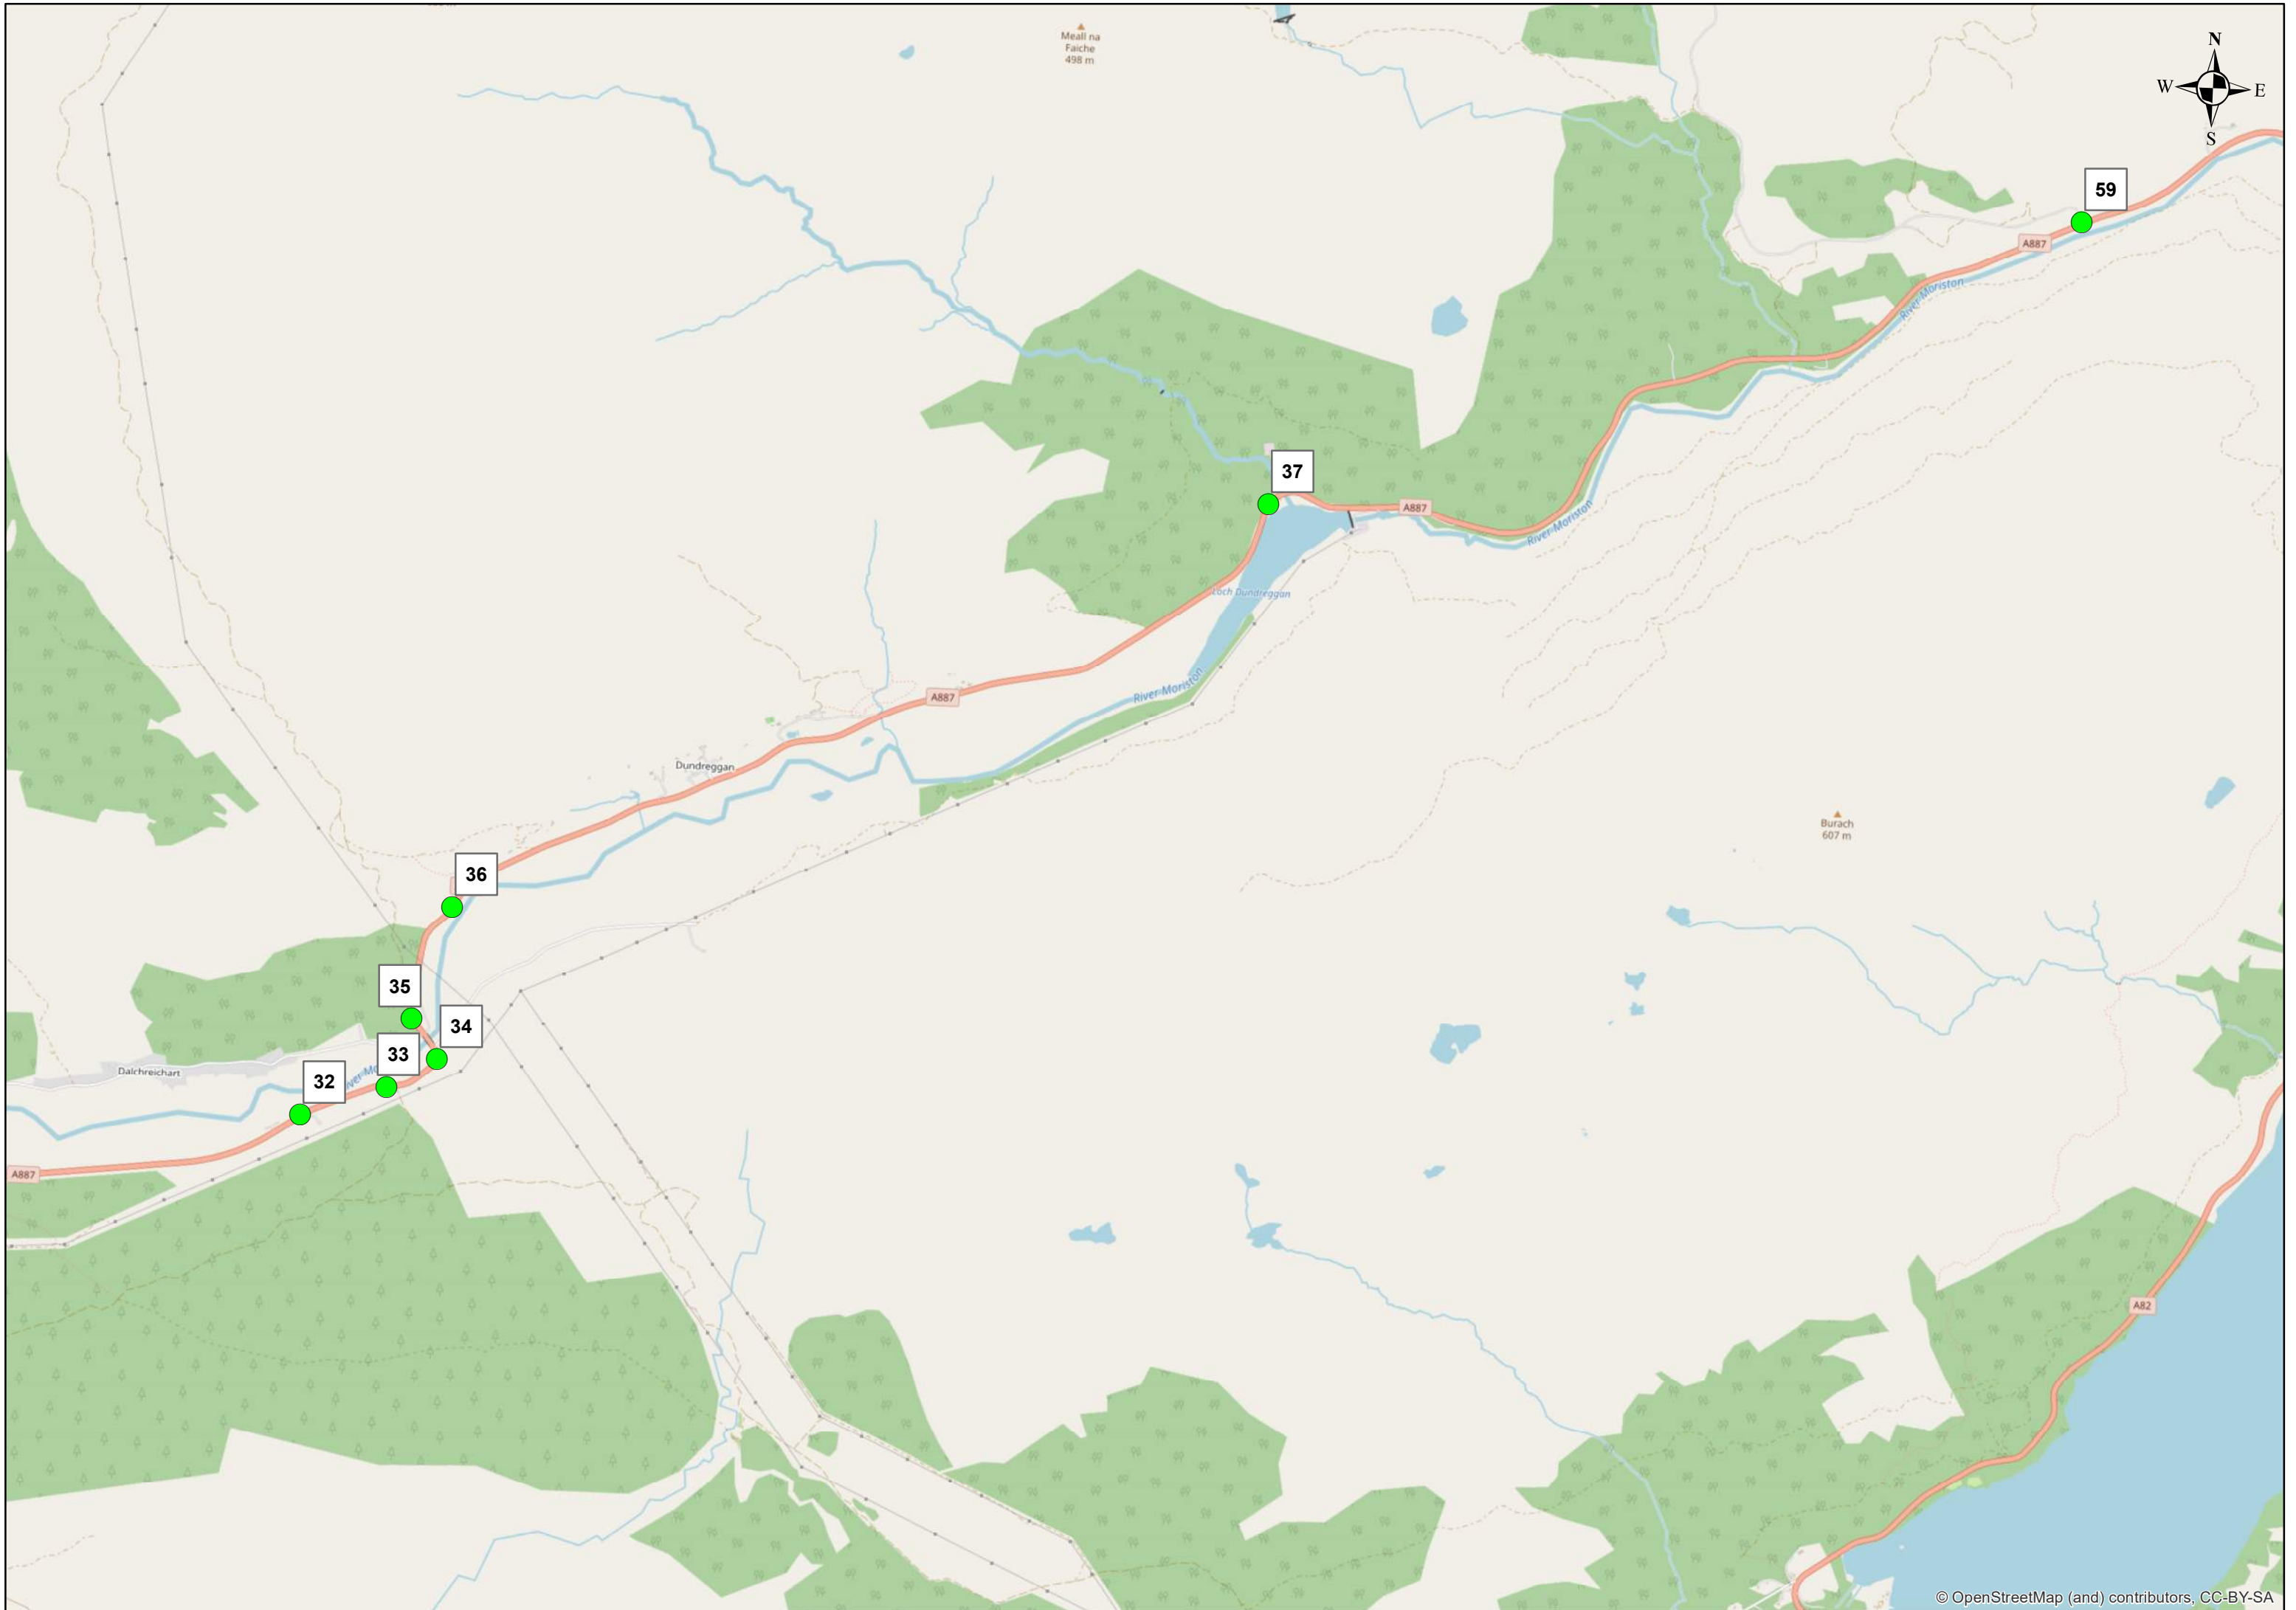 Meall na
Faiche
498 m
N
W
E
S
59
A887
River Moriston
37
A887
River Moriston
Loch Dundreggan
River Moriston
A887
Dundreggan
Burach
607 m
36
35
34
33
32
Dalchreichart
A887
A82
© OpenStreetMap (and) contributors, CC-BY-SA